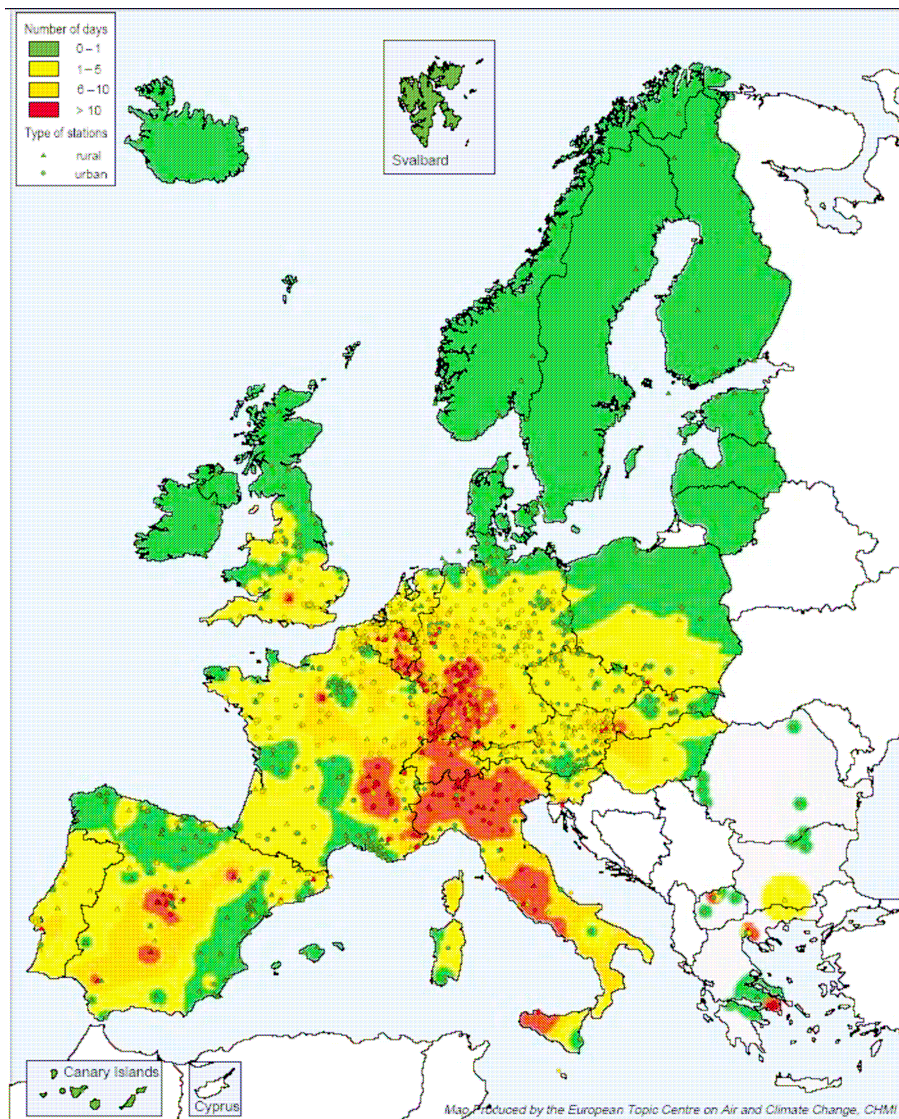 Number of days
0–1
1–5
6–10
> 10
Type of stations
rural
urban
Svalbard
Canary Islands
Cyprus
Map Produced by the European Topic Centre on Air and Climate Change, CHMI